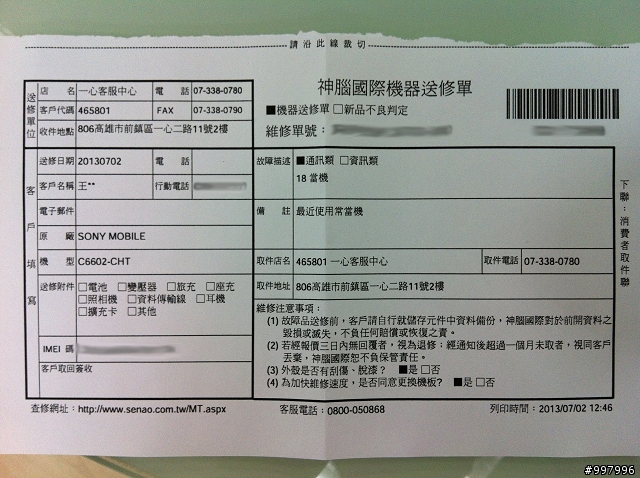 請沿此線裁切
神腦國際機器送修單
■機器送修單 □新品不良判定
維修單號：
送修單位
店名 一心客服中心 電話 07-338-0780
客戶代碼 465801 FAX 07-338-0790
收件地點 806高雄市前鎮區一心二路11號2樓
客戶填寫
送修日期 20130702 電話
客戶名稱 王** 行動電話
電子郵件
原廠 SONY MOBILE
機型 C6602-CHT
送修附件 □電池 □變壓器 □旅充 □座充
□照相機 □資料傳輸線 □耳機
□擴充卡 □其他
IMEI 碼
客戶取回簽收
故障描述 ■通訊類 □資訊類
18 當機
備註 最近使用常當機
取件店名 465801 一心客服中心 取件電話 07-338-0780
取件地址 806高雄市前鎮區一心二路11號2樓
維修注意事項：
(1) 故障品送修前，客戶請自行就儲存元件中資料備份，神腦國際對於前開資料之
毀損或滅失，不負任何賠償或恢復之責。
(2) 若經報價三日內無回覆者，視為退修；經通知後超過一個月未取者，視同客戶
丟棄，神腦國際恕不負保管責任。
(3) 外殼是否有刮傷、脫漆？ ■是 □否
(4) 為加快維修速度，是否同意更換機板？ ■是 □否
下聯：消費者取件聯
查修網址：http://www.senao.com.tw/MT.aspx 客服電話：0800-050868 列印時間：2013/07/02 12:46
#997996